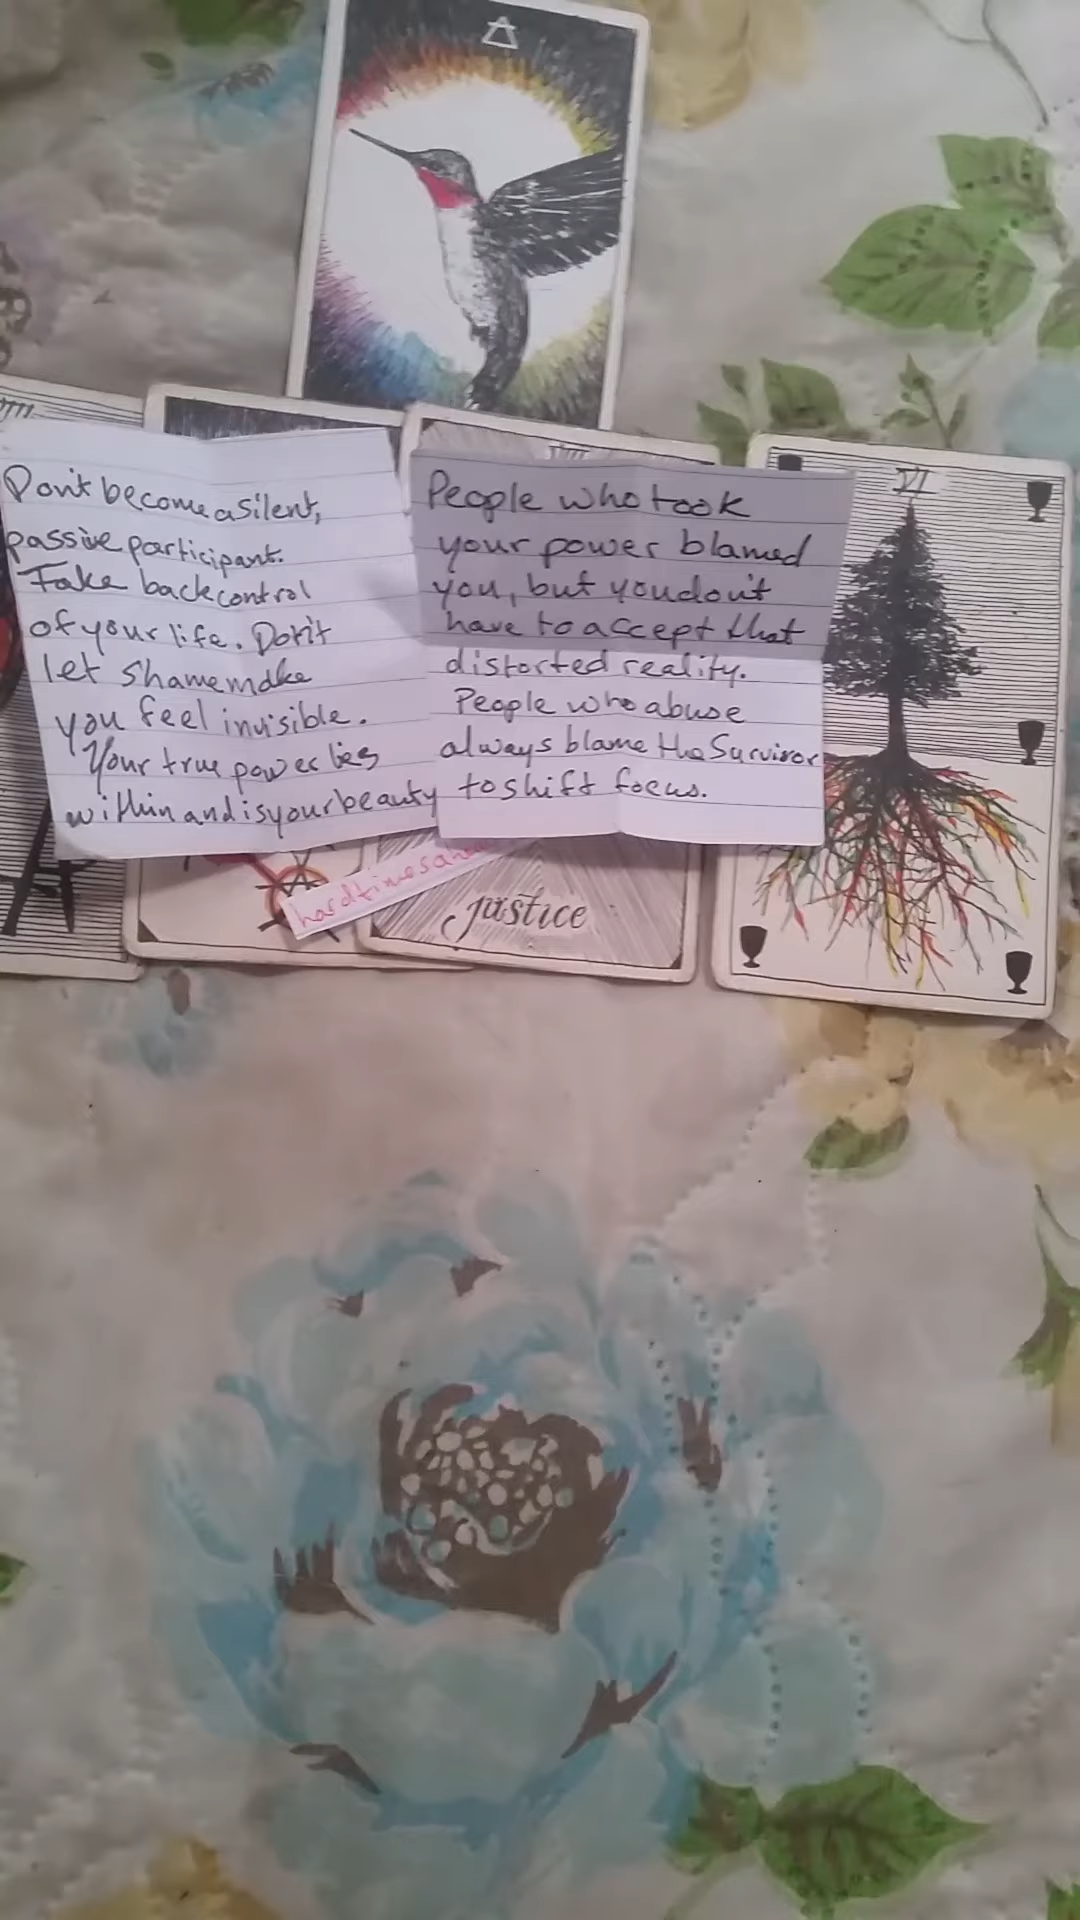 Don't become a silent,
passive participant.
Take back control
of your life. Don't
let shame make
you feel invisible.
Your true power lies
within and is your beauty
People who took
your power blamed
you, but you don't
have to accept that
distorted reality.
People who abuse
always blame the Survivor
to shift focus.
VI
justice